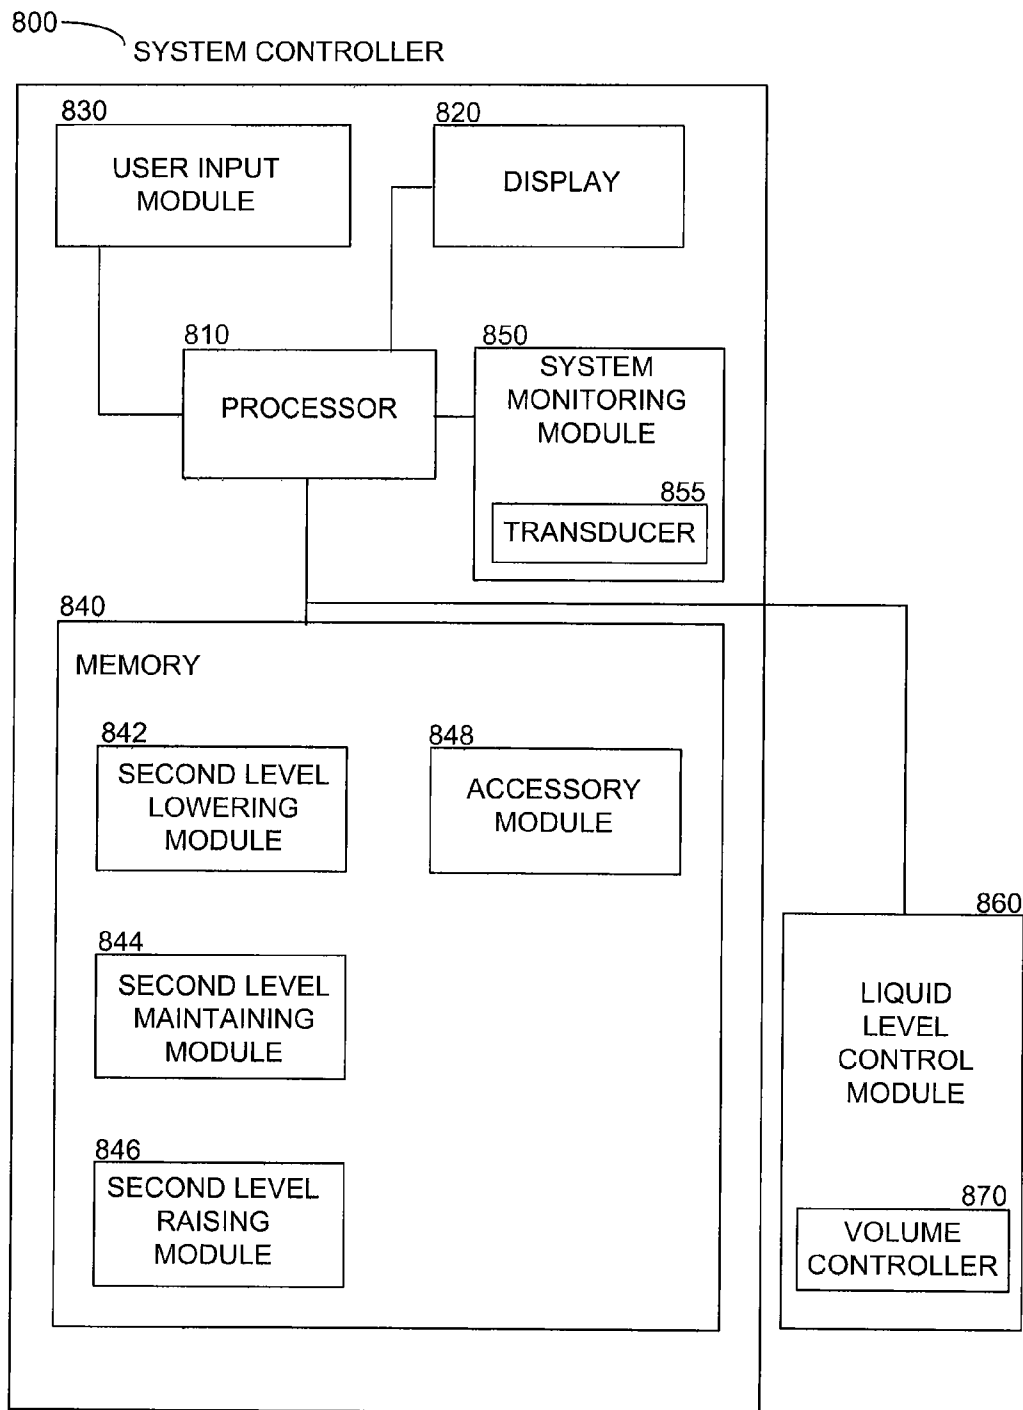 800
SYSTEM CONTROLLER
830
USER INPUT
MODULE
820
DISPLAY
810
PROCESSOR
850
SYSTEM
MONITORING
MODULE
855
TRANSDUCER
840
MEMORY
842
SECOND LEVEL
LOWERING
MODULE
848
ACCESSORY
MODULE
844
SECOND LEVEL
MAINTAINING
MODULE
846
SECOND LEVEL
RAISING
MODULE
860
LIQUID
LEVEL
CONTROL
MODULE
870
VOLUME
CONTROLLER